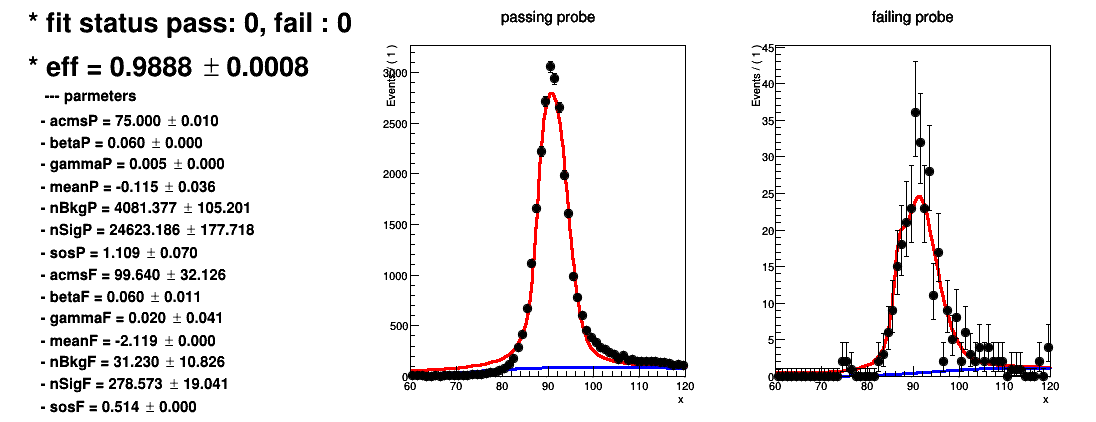 * fit status pass: 0, fail : 0
* eff = 0.9888 ± 0.0008
--- parmeters
- acmsP = 75.000 ± 0.010
- betaP = 0.060 ± 0.000
- gammaP = 0.005 ± 0.000
- meanP = -0.115 ± 0.036
- nBkgP = 4081.377 ± 105.201
- nSigP = 24623.186 ± 177.718
- sosP = 1.109 ± 0.070
- acmsF = 99.640 ± 32.126
- betaF = 0.060 ± 0.011
- gammaF = 0.020 ± 0.041
- meanF = -2.119 ± 0.000
- nBkgF = 31.230 ± 10.826
- nSigF = 278.573 ± 19.041
- sosF = 0.514 ± 0.000
passing probe
Events / ( 1 )
3000
2500
2000
1500
1000
500
0
60 70 80 90 100 110 120
x
failing probe
Events / ( 1 )
45
40
35
30
25
20
15
10
5
0
60 70 80 90 100 110 120
x